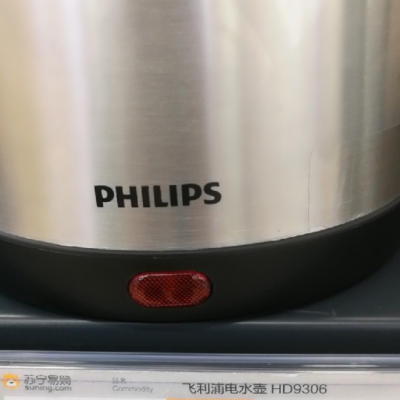 PHILIPS
苏宁易购
suning.com
品名
Commodity
飞利浦电水壶 HD9306